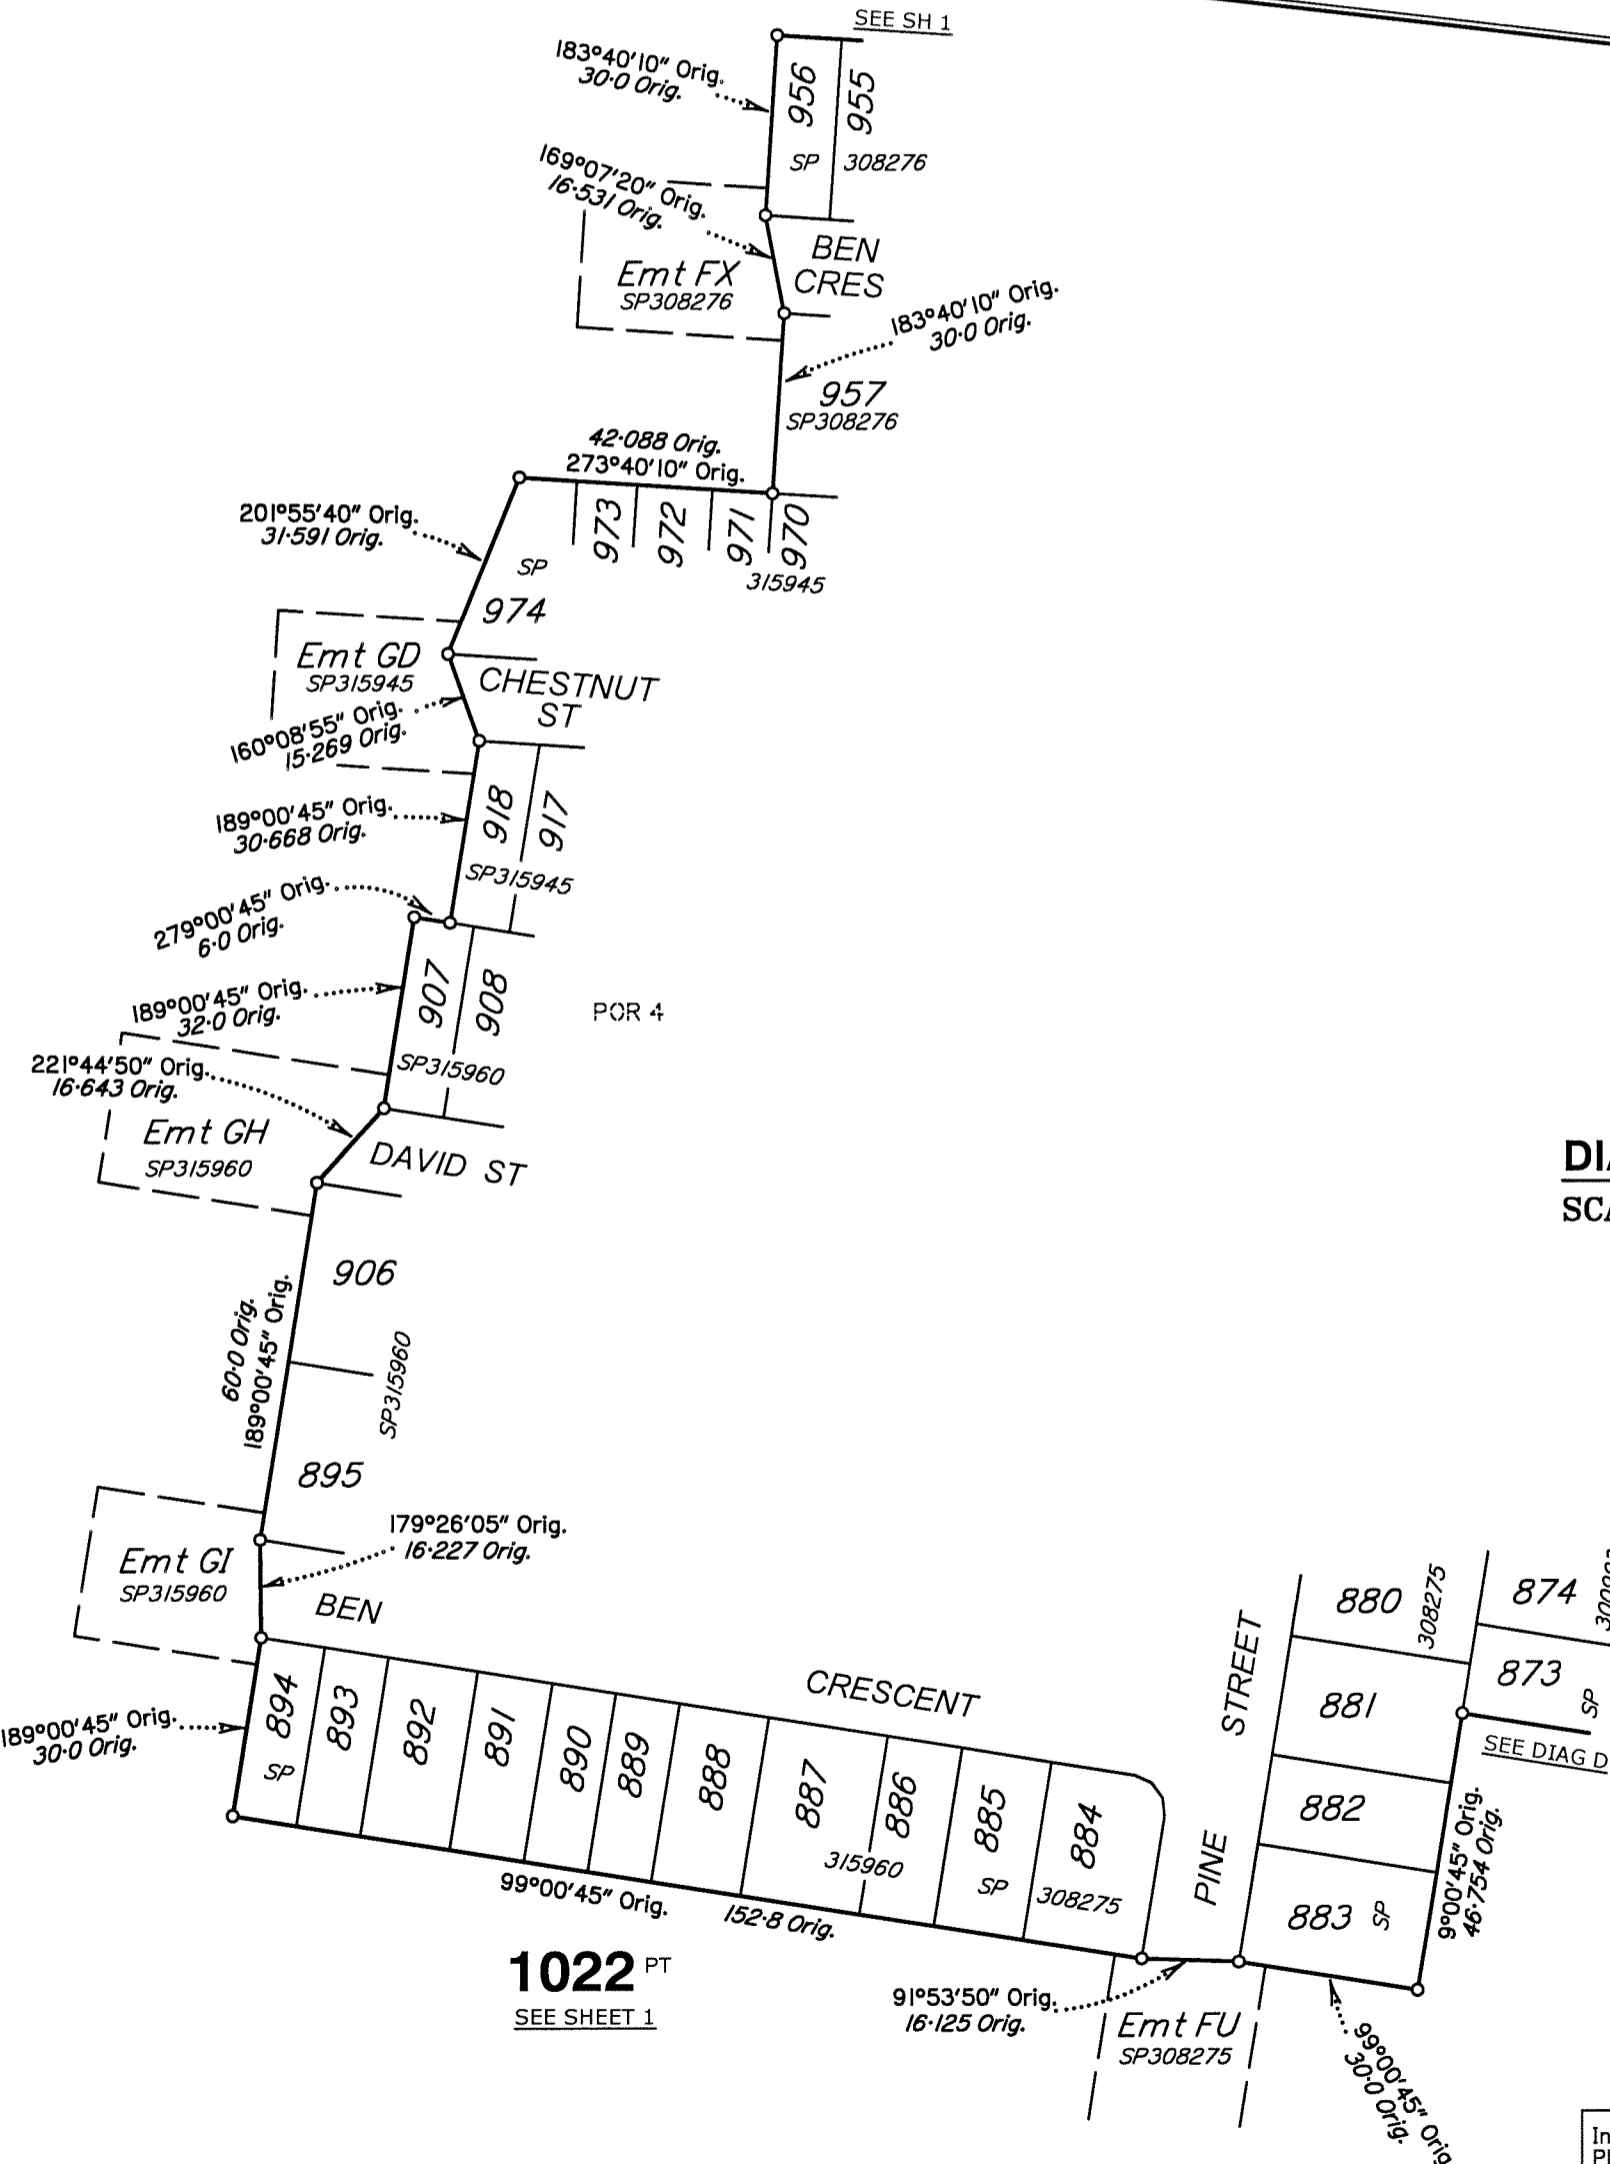 SEE SH 1
183°40'10" Orig.
30·0 Orig.
956
955
SP
308276
169°07'20" Orig.
16·531 Orig.
BEN
CRES
Emt FX
SP308276
183°40'10" Orig.
30·0 Orig.
957
SP308276
42·088 Orig.
273°40'10" Orig.
201°55'40" Orig.
31·591 Orig.
973
972
971
970
SP
315945
974
Emt GD
SP315945
CHESTNUT
ST
160°08'55" Orig.
15·269 Orig.
189°00'45" Orig.
30·668 Orig.
918
917
SP315945
279°00'45" Orig.
6·0 Orig.
907
908
189°00'45" Orig.
32·0 Orig.
POR 4
SP315960
221°44'50" Orig.
16·643 Orig.
Emt GH
SP315960
DAVID ST
DIA
SCA
906
60·0 Orig.
189°00'45" Orig.
SP315960
895
179°26'05" Orig.
16·227 Orig.
Emt GI
SP315960
BEN
CRESCENT
STREET
PINE
880
308275
874
873
SP
881
SEE DIAG D
882
883
SP
9°00'45" Orig.
46·754 Orig.
189°00'45" Orig.
30·0 Orig.
894
SP
893
892
891
890
889
888
887
886
315960
885
SP
884
308275
99°00'45" Orig.
152·8 Orig.
1022 PT
SEE SHEET 1
91°53'50" Orig.
16·125 Orig.
Emt FU
SP308275
99°00'45" Orig
30·0 Orig.
In